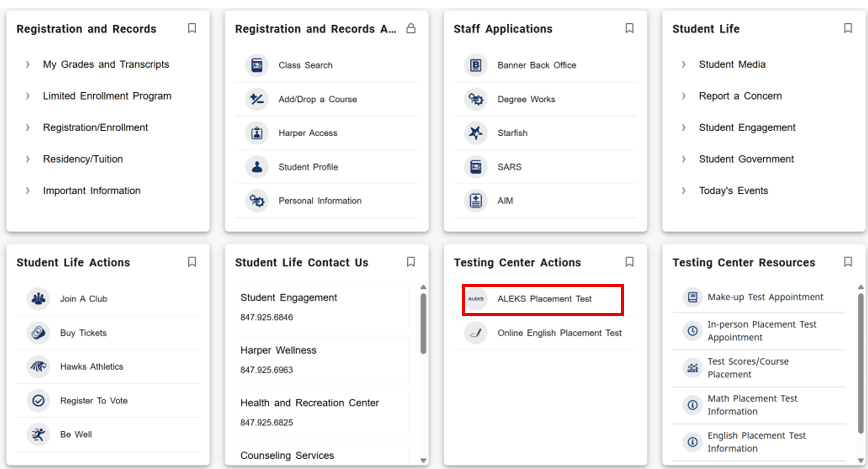 Registration and Records
My Grades and Transcripts
Limited Enrollment Program
Registration/Enrollment
Residency/Tuition
Important Information
Registration and Records A...
Class Search
Add/Drop a Course
Harper Access
Student Profile
Personal Information
Staff Applications
Banner Back Office
Degree Works
Starfish
SARS
AIM
Student Life
Student Media
Report a Concern
Student Engagement
Student Government
Today's Events
Student Life Actions
Join A Club
Buy Tickets
Hawks Athletics
Register To Vote
Be Well
Student Life Contact Us
Student Engagement
847.925.6846
Harper Wellness
847.925.6963
Health and Recreation Center
847.925.6825
Counseling Services
Testing Center Actions
ALEKS
ALEKS Placement Test
Online English Placement Test
Testing Center Resources
Make-up Test Appointment
In-person Placement Test
Appointment
Test Scores/Course
Placement
Math Placement Test
Information
English Placement Test
Information